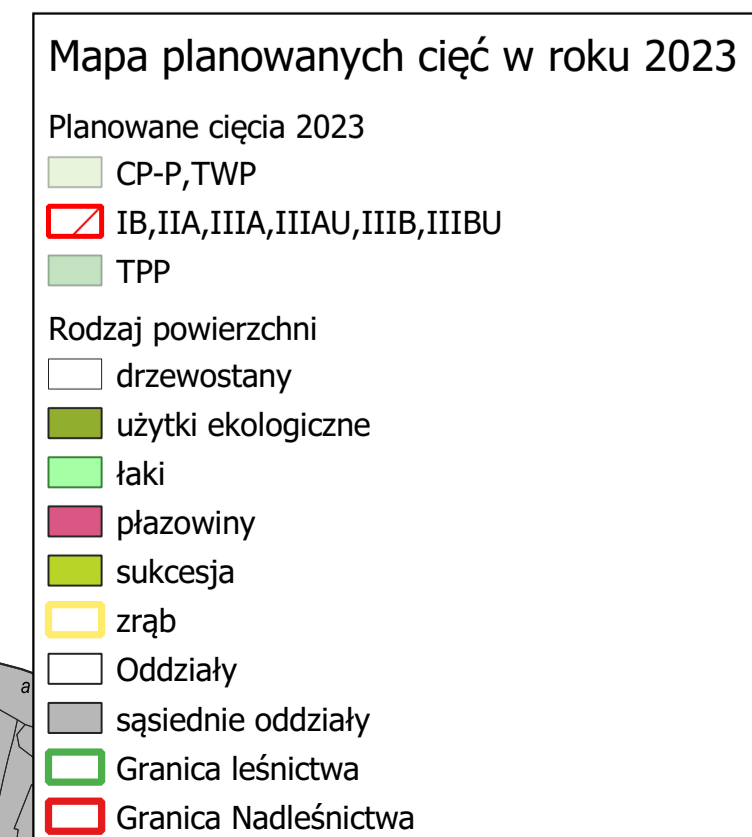 Mapa planowanych cięć w roku 2023
Planowane cięcia 2023
CP-P,TWP
IB,IIA,IIIA,IIIAU,IIIB,IIIBU
TPP
Rodzaj powierzchni
drzewostany
użytki ekologiczne
łaki
płazowiny
sukcesja
zrąb
Oddziały
a
sąsiednie oddziały
Granica leśnictwa
Granica Nadleśnictwa